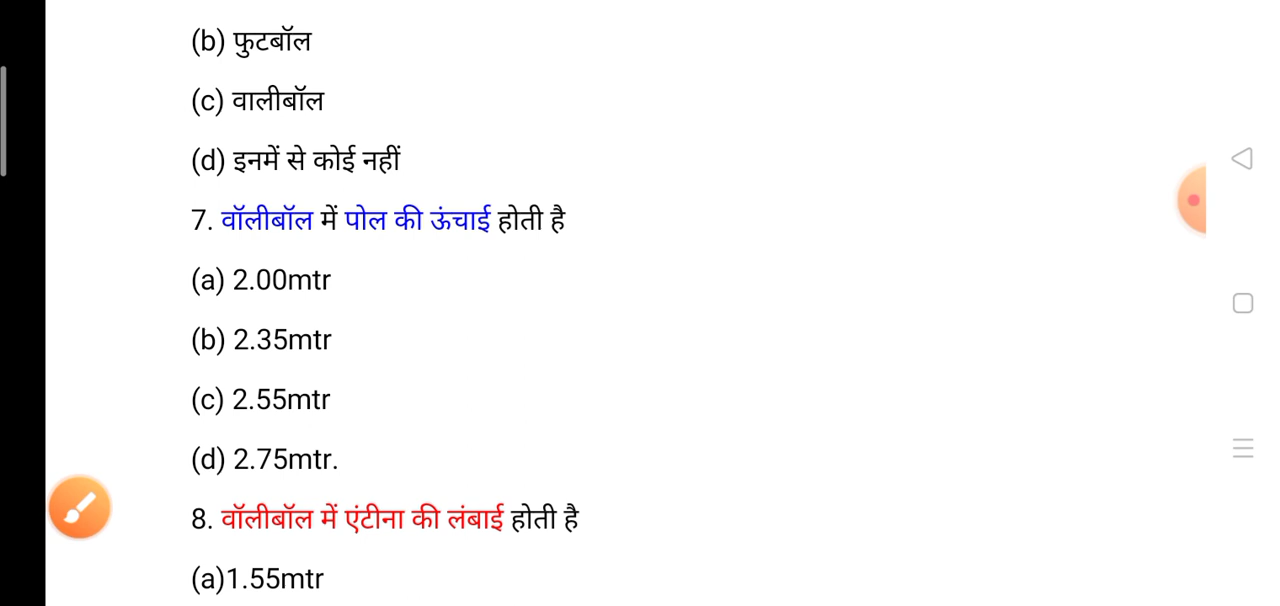 (b) फुटबॉल
(c) वालीबॉल
(d) इनमें से कोई नहीं
7. वॉलीबॉल में पोल की ऊंचाई होती है
(a) 2.00mtr
(b) 2.35mtr
(c) 2.55mtr
(d) 2.75mtr.
8. वॉलीबॉल में एंटीना की लंबाई होती है
(a)1.55mtr